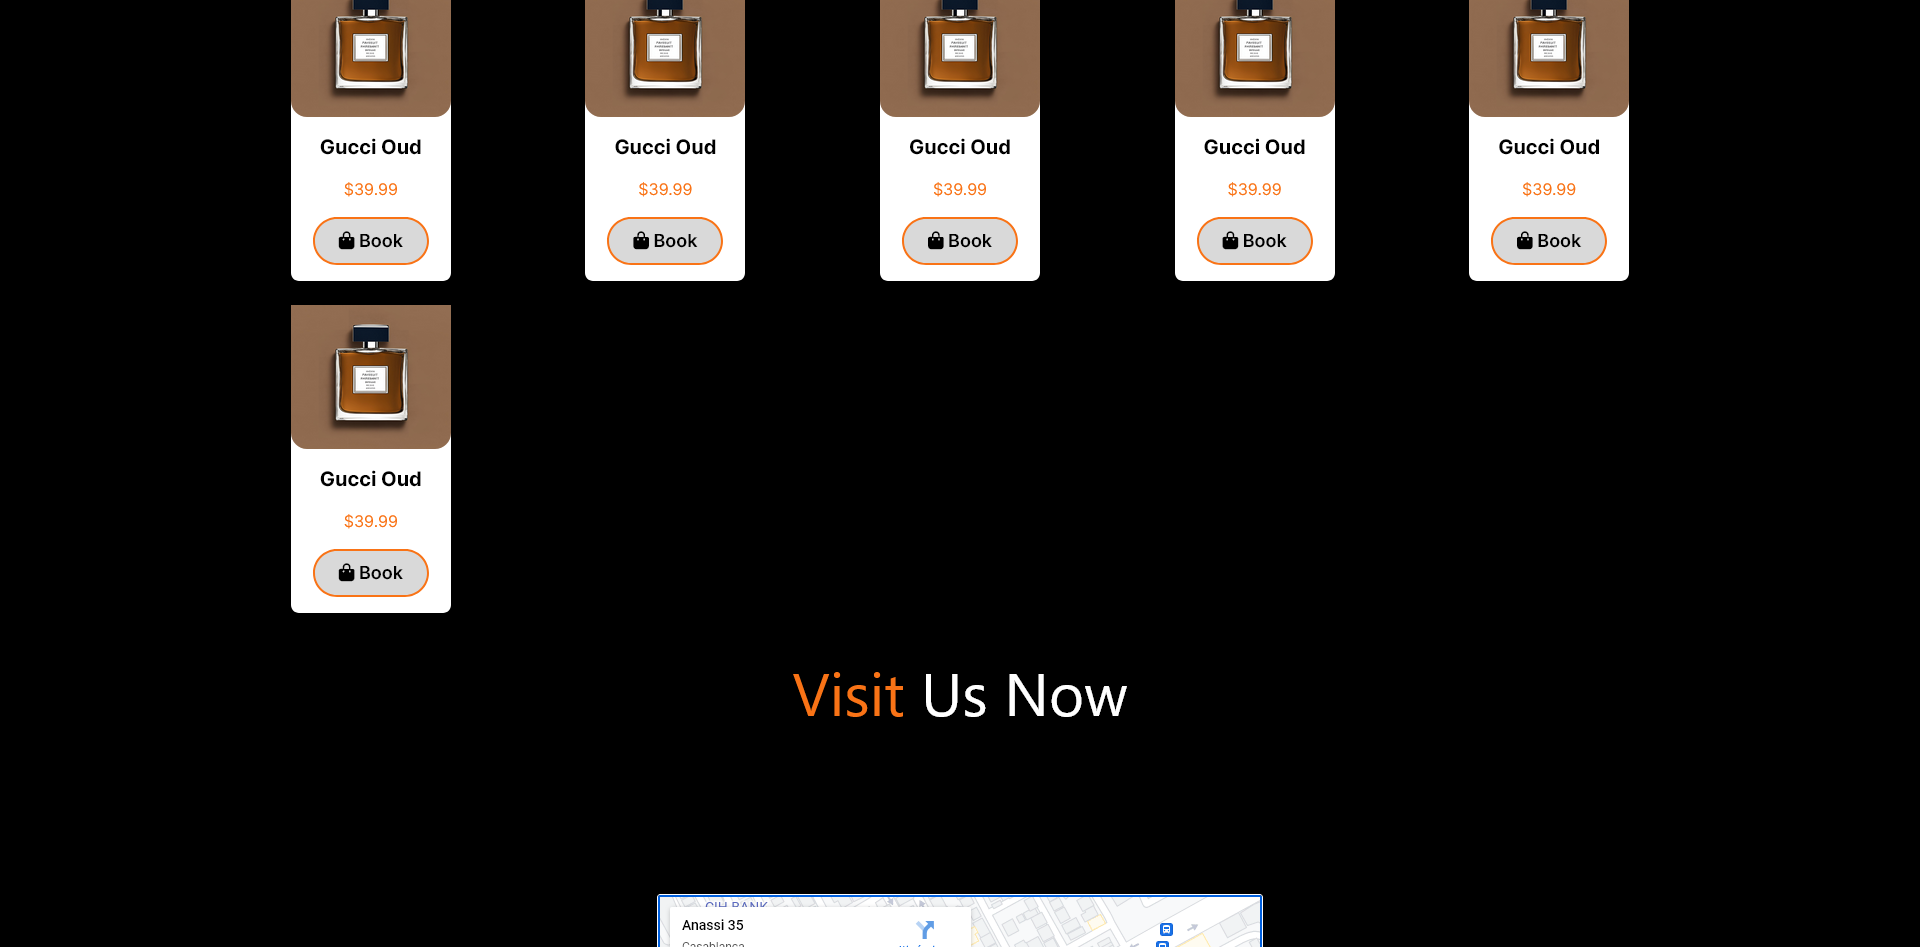 Gucci Oud Gucci Oud Gucci Oud Gucci Oud Gucci Oud
$39.99 $39.99 $39.99 $39.99 $39.99
Book Book Book Book Book
Gucci Oud
$39.99
Book
Visit Us Now
CIH BANK
Anassi 35
Casablanca